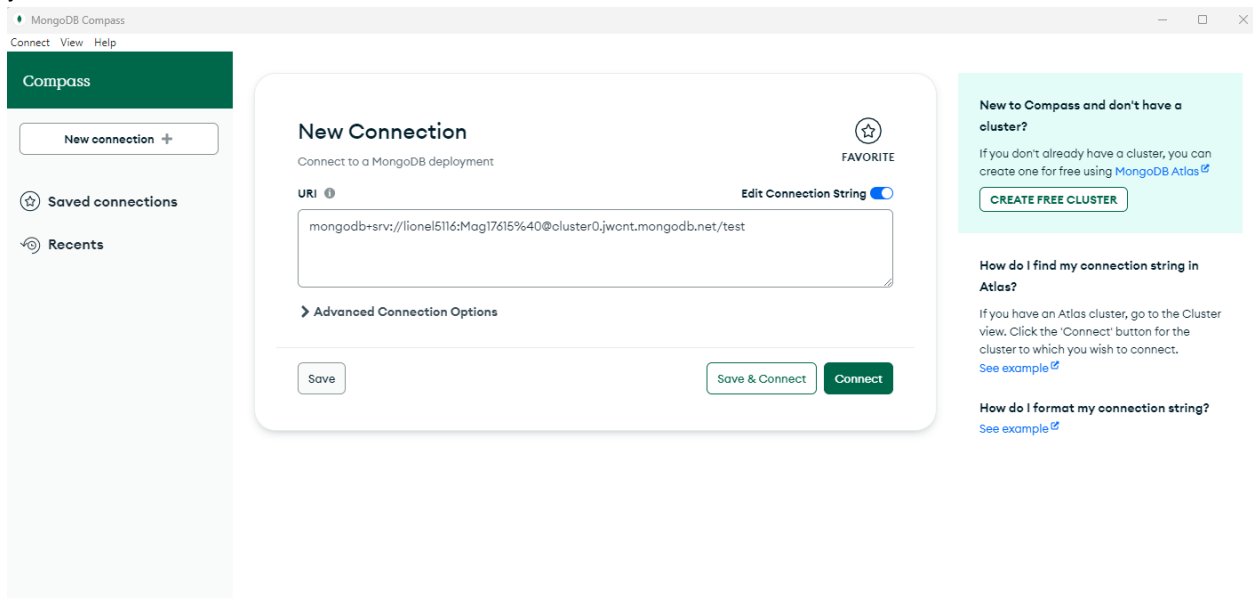 MongoDB Compass
Connect View Help
Compass
New connection +
Saved connections
Recents
New Connection
Connect to a MongoDB deployment
FAVORITE
URI
Edit Connection String
mongodb+srv://lionel5116:Mag17615%40@cluster0.jwcnt.mongodb.net/test
Advanced Connection Options
Save
Save & Connect
Connect
New to Compass and don't have a
cluster?
If you don't already have a cluster, you can
create one for free using MongoDB Atlas
CREATE FREE CLUSTER
How do I find my connection string in
Atlas?
If you have an Atlas cluster, go to the Cluster
view. Click the 'Connect' button for the
cluster to which you wish to connect.
See example
How do I format my connection string?
See example